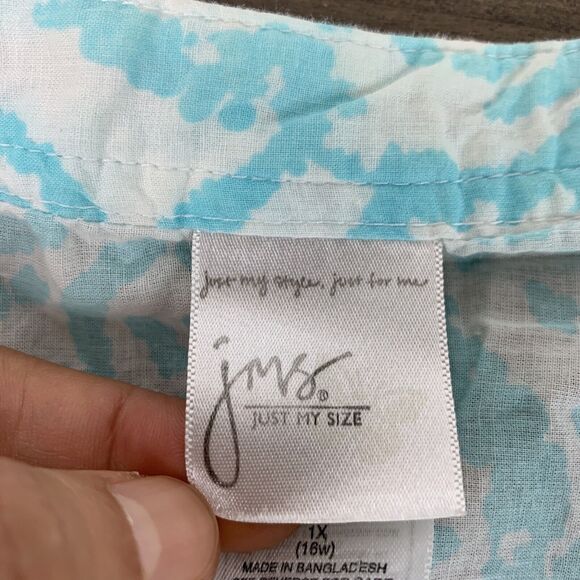 just my style, just for me
jms®
JUST MY SIZE
1X
(16w)
MADE IN BANGLADESH